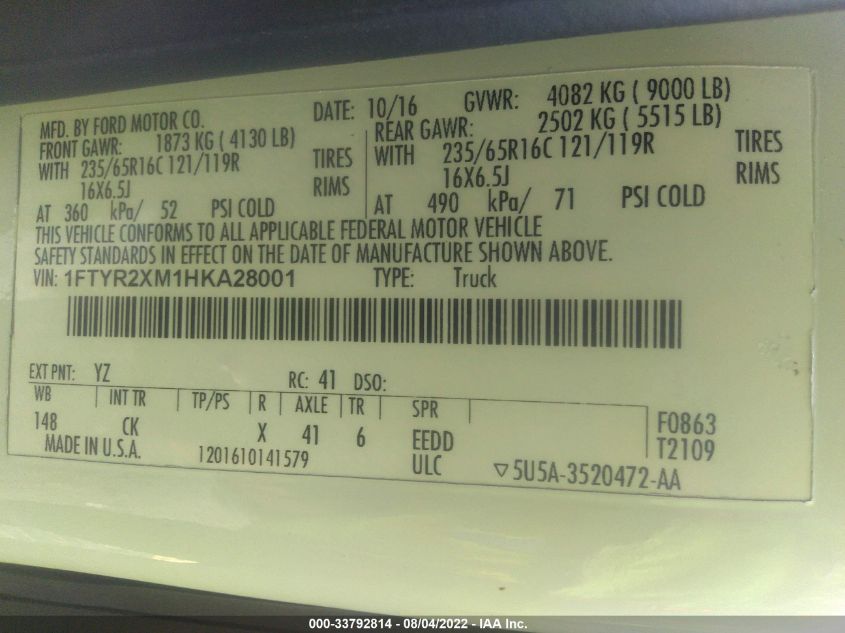 MFD. BY FORD MOTOR CO. DATE: 10/16 GVWR: 4082 KG ( 9000 LB)
FRONT GAWR: 1873 KG ( 4130 LB) REAR GAWR: 2502 KG ( 5515 LB)
WITH 235/65R16C 121/119R TIRES WITH 235/65R16C 121/119R TIRES
16X6.5J RIMS 16X6.5J RIMS
AT 360 kPa/ 52 PSI COLD AT 490 kPa/ 71 PSI COLD
THIS VEHICLE CONFORMS TO ALL APPLICABLE FEDERAL MOTOR VEHICLE
SAFETY STANDARDS IN EFFECT ON THE DATE OF MANUFACTURE SHOWN ABOVE.
VIN: 1FTYR2XM1HKA28001 TYPE: Truck
EXT PNT: YZ RC: 41 DSO:
WB INT TR TP/PS R AXLE TR SPR
148 CK X 41 6 EEDD F0863
MADE IN U.S.A. 1201610141579 ULC ▽5U5A-3520472-AA T2109
000-33792814 - 08/04/2022 - IAA Inc.